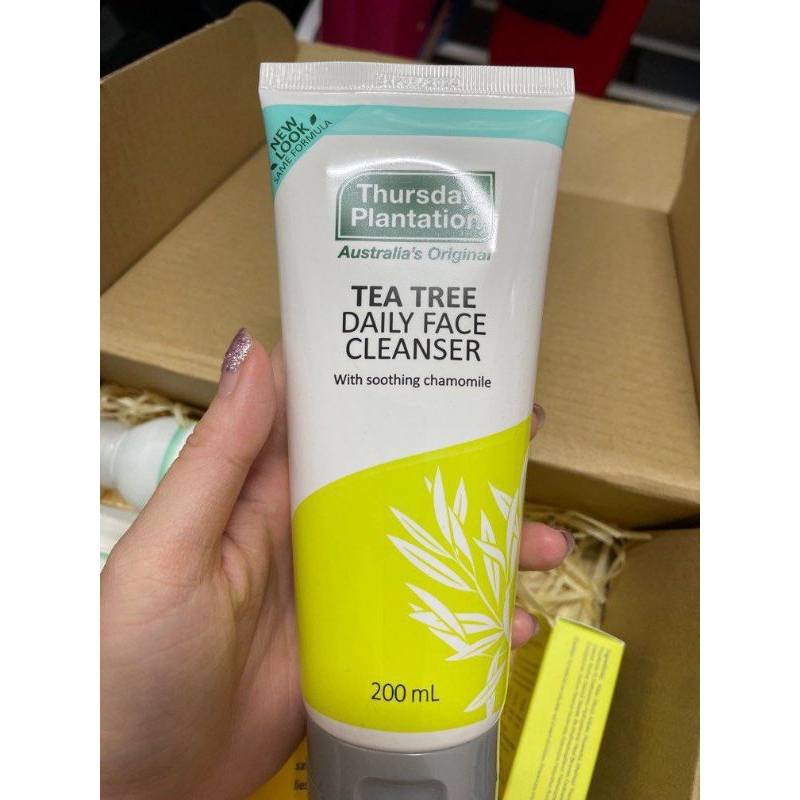 NEW
LOOK
SAME FORMULA
Thursday
Plantation
Australia's Original
TEA TREE
DAILY FACE
CLEANSER
With soothing chamomile
200 mL